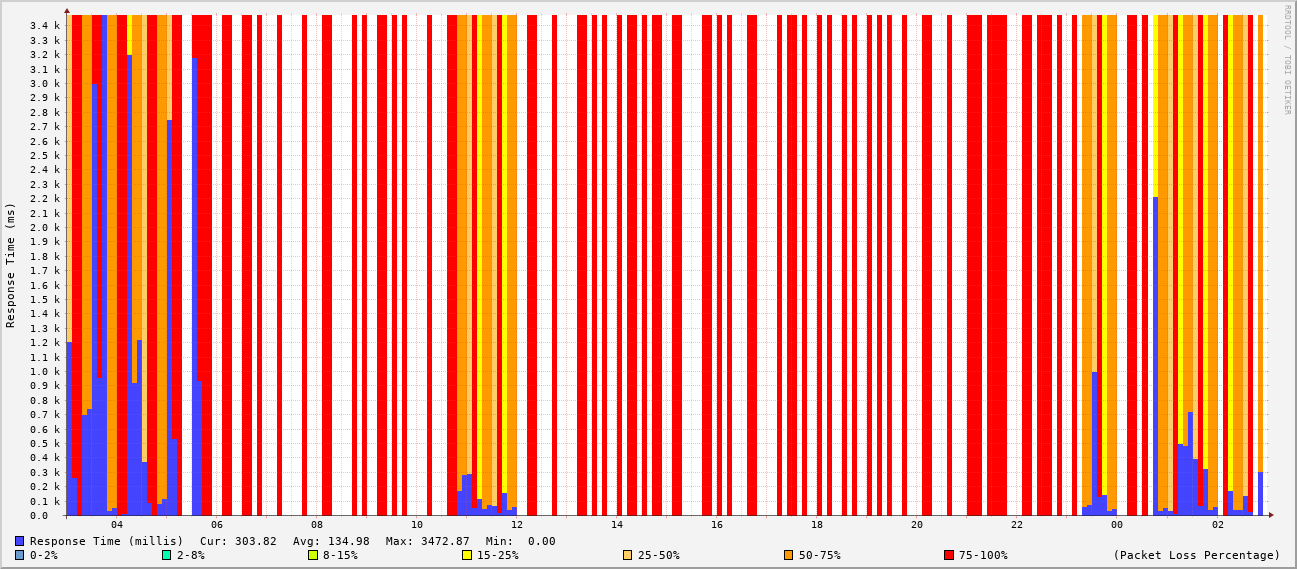 RRDTOOL / TOBI OETIKER
Response Time (ms)
3.4 k
3.3 k
3.2 k
3.1 k
3.0 k
2.9 k
2.8 k
2.7 k
2.6 k
2.5 k
2.4 k
2.3 k
2.2 k
2.1 k
2.0 k
1.9 k
1.8 k
1.7 k
1.6 k
1.5 k
1.4 k
1.3 k
1.2 k
1.1 k
1.0 k
0.9 k
0.8 k
0.7 k
0.6 k
0.5 k
0.4 k
0.3 k
0.2 k
0.1 k
0.0
04 06 08 10 12 14 16 18 20 22 00 02
Response Time (millis) Cur: 303.82 Avg: 134.98 Max: 3472.87 Min: 0.00
0-2% 2-8% 8-15% 15-25% 25-50% 50-75% 75-100% (Packet Loss Percentage)